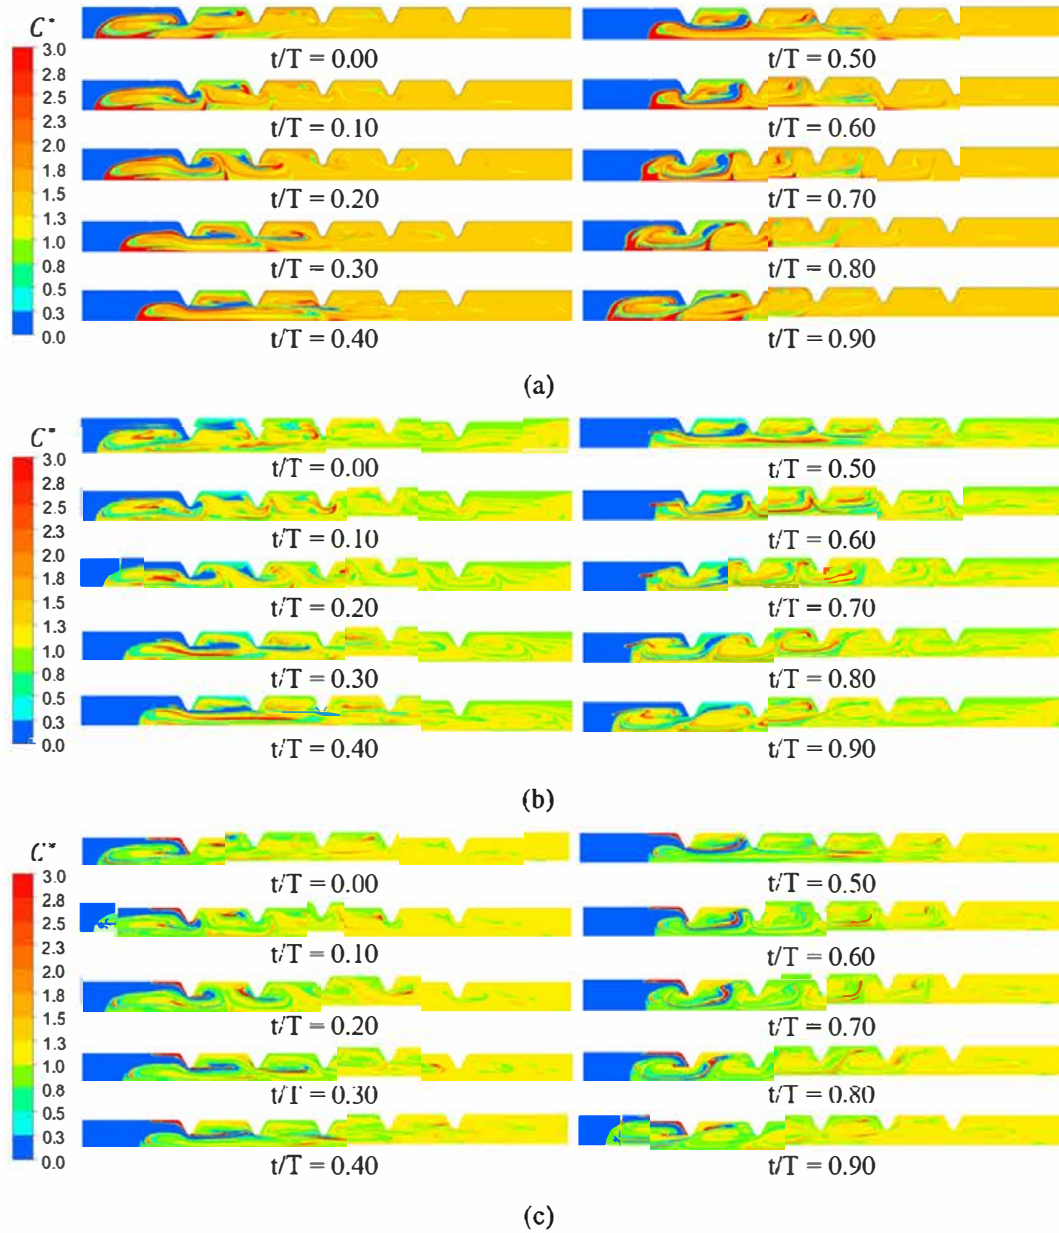 C*
3.0
2.8
2.5
2.3
2.0
1.8
1.5
1.3
1.0
0.8
0.5
0.3
0.0
t/T = 0.00
t/T = 0.50
t/T = 0.10
t/T = 0.60
t/T = 0.20
t/T = 0.70
t/T = 0.30
t/T = 0.80
t/T = 0.40
t/T = 0.90
(a)
C*
3.0
2.8
2.5
2.3
2.0
1.8
1.5
1.3
1.0
0.8
0.5
0.3
0.0
t/T = 0.00
t/T = 0.50
t/T = 0.10
t/T = 0.60
t/T = 0.20
t/T = 0.70
t/T = 0.30
t/T = 0.80
t/T = 0.40
t/T = 0.90
(b)
C*
3.0
2.8
2.5
2.3
2.0
1.8
1.5
1.3
1.0
0.8
0.5
0.3
0.0
t/T = 0.00
t/T = 0.50
t/T = 0.10
t/T = 0.60
t/T = 0.20
t/T = 0.70
t/T = 0.30
t/T = 0.80
t/T = 0.40
t/T = 0.90
(c)